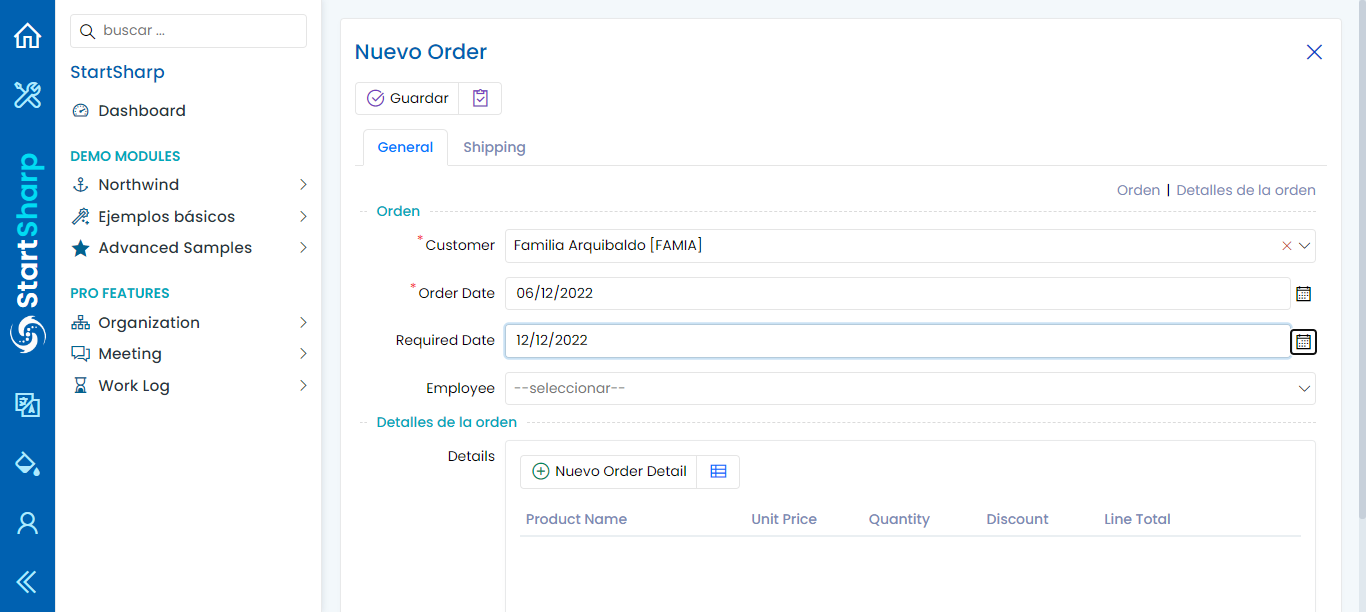 buscar ...
StartSharp
Dashboard
DEMO MODULES
Northwind
Ejemplos básicos
Advanced Samples
PRO FEATURES
Organization
Meeting
Work Log
StartSharp
Nuevo Order
Guardar
General
Shipping
Orden | Detalles de la orden
Orden
*Customer
Familia Arquibaldo [FAMIA]
*Order Date
06/12/2022
Required Date
12/12/2022
Employee
--seleccionar--
Detalles de la orden
Details
Nuevo Order Detail
Product Name Unit Price Quantity Discount Line Total